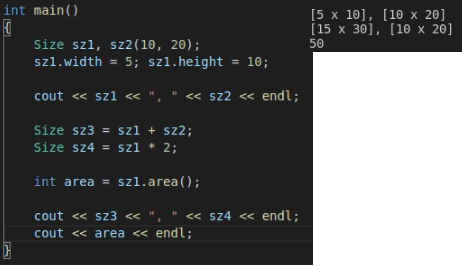 int main()
{
Size sz1, sz2(10, 20);
sz1.width = 5; sz1.height = 10;
cout << sz1 << ", " << sz2 << endl;
Size sz3 = sz1 + sz2;
Size sz4 = sz1 * 2;
int area = sz1.area();
cout << sz3 << ", " << sz4 << endl;
cout << area << endl;
}
[5 x 10], [10 x 20]
[15 x 30], [10 x 20]
50